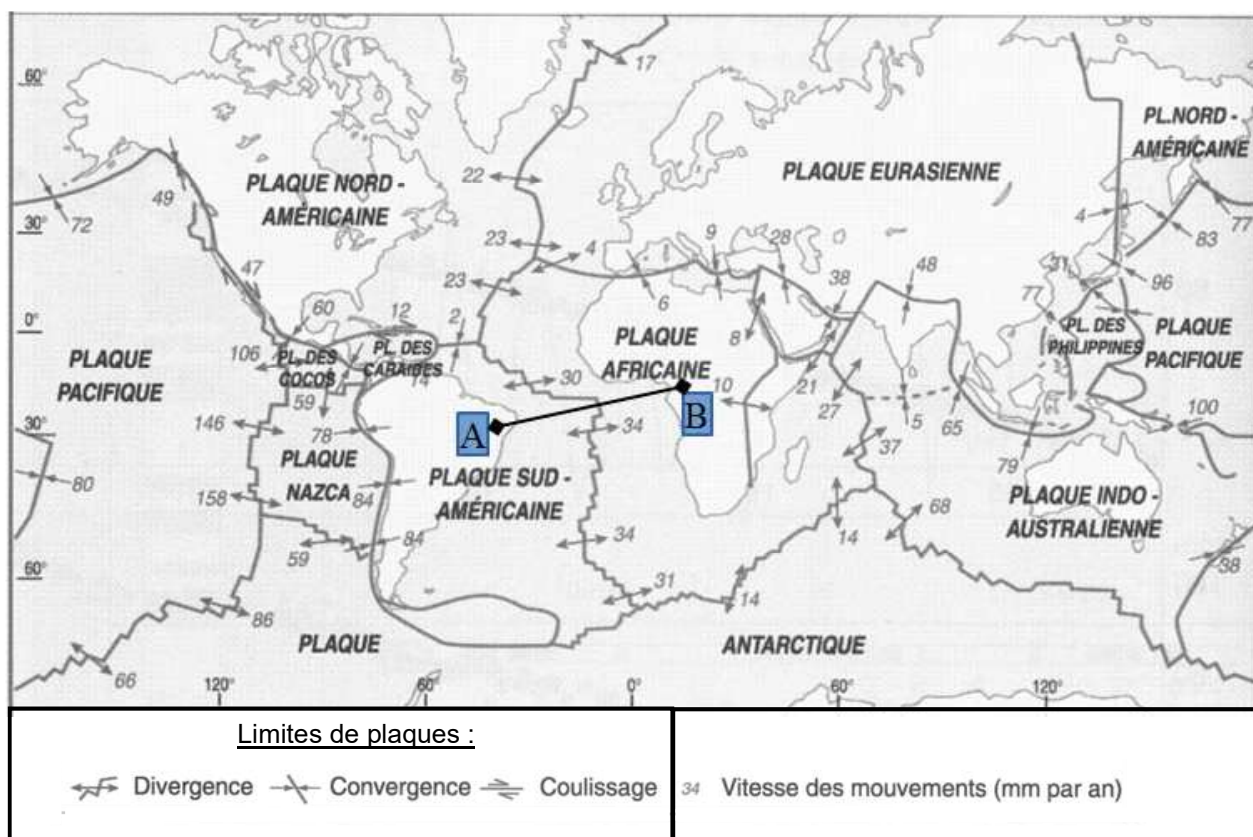 17
60°
PL.NORD -
AMÉRICAINE
PLAQUE EURASIENNE
PLAQUE NORD -
AMÉRICAINE
22
49
72
30°
4
77
83
23
4
9
28
23
47
6
38
48
31
96
77
60
12
2
0°
8
PLAQUE
AFRICAINE
PL. DES
PHILIPPINES
PLAQUE
PACIFIQUE
PLAQUE
PACIFIQUE
106
PL. DES
COCOS
PL. DES
CARAIBES
14
59
30
10
21
27
5
65
100
B
A
146
30°
78
34
37
79
PLAQUE
NAZCA
84
PLAQUE SUD -
AMÉRICAINE
80
158
68
PLAQUE INDO -
AUSTRALIENNE
59
84
34
14
38
60°
31
14
86
PLAQUE
ANTARCTIQUE
66
120°
60°
0°
60°
120°
Limites de plaques :
Divergence
Convergence
Coulissage
34 Vitesse des mouvements (mm par an)